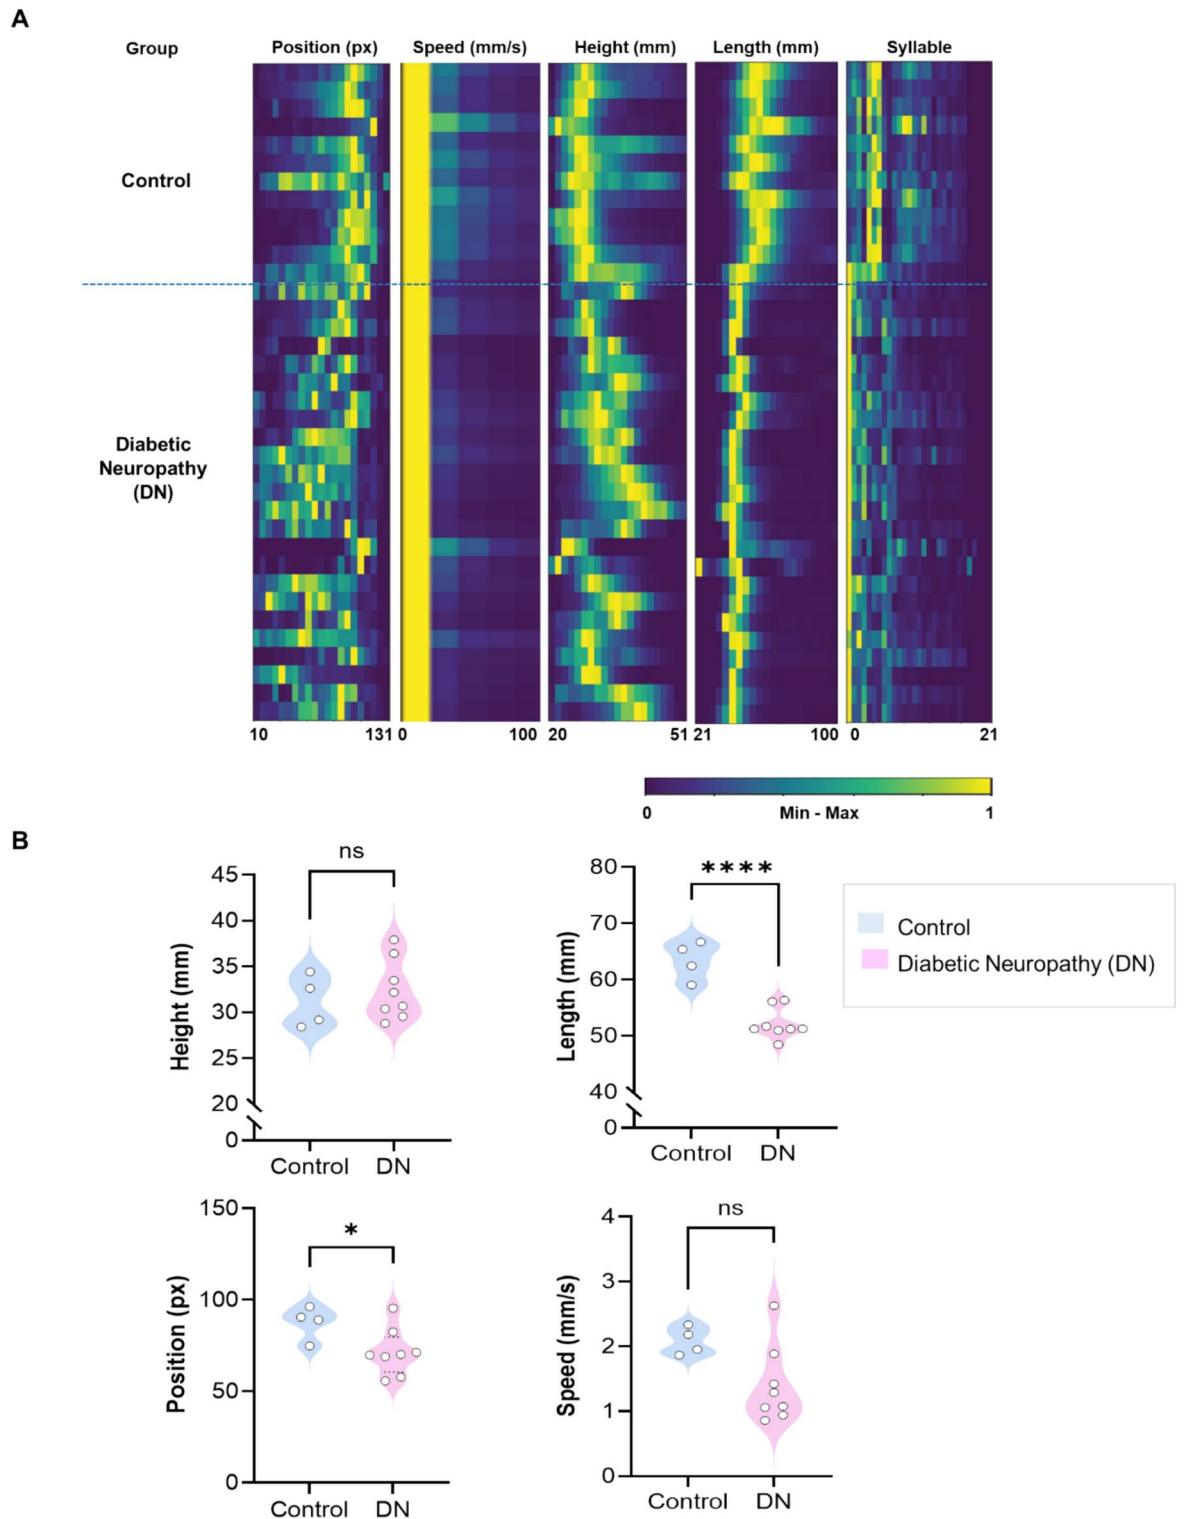 A
Group Position (px) Speed (mm/s) Height (mm) Length (mm) Syllable
Control
Diabetic
Neuropathy
(DN)
10 131 0 100 20 51 21 100 0 21
0 Min - Max 1
B
ns
45
40
35
30
25
20
0
Height (mm)
Control DN
****
80
70
60
50
40
0
Length (mm)
Control DN
Control
Diabetic Neuropathy (DN)
*
150
100
50
0
Position (px)
Control DN
ns
4
3
2
1
0
Speed (mm/s)
Control DN